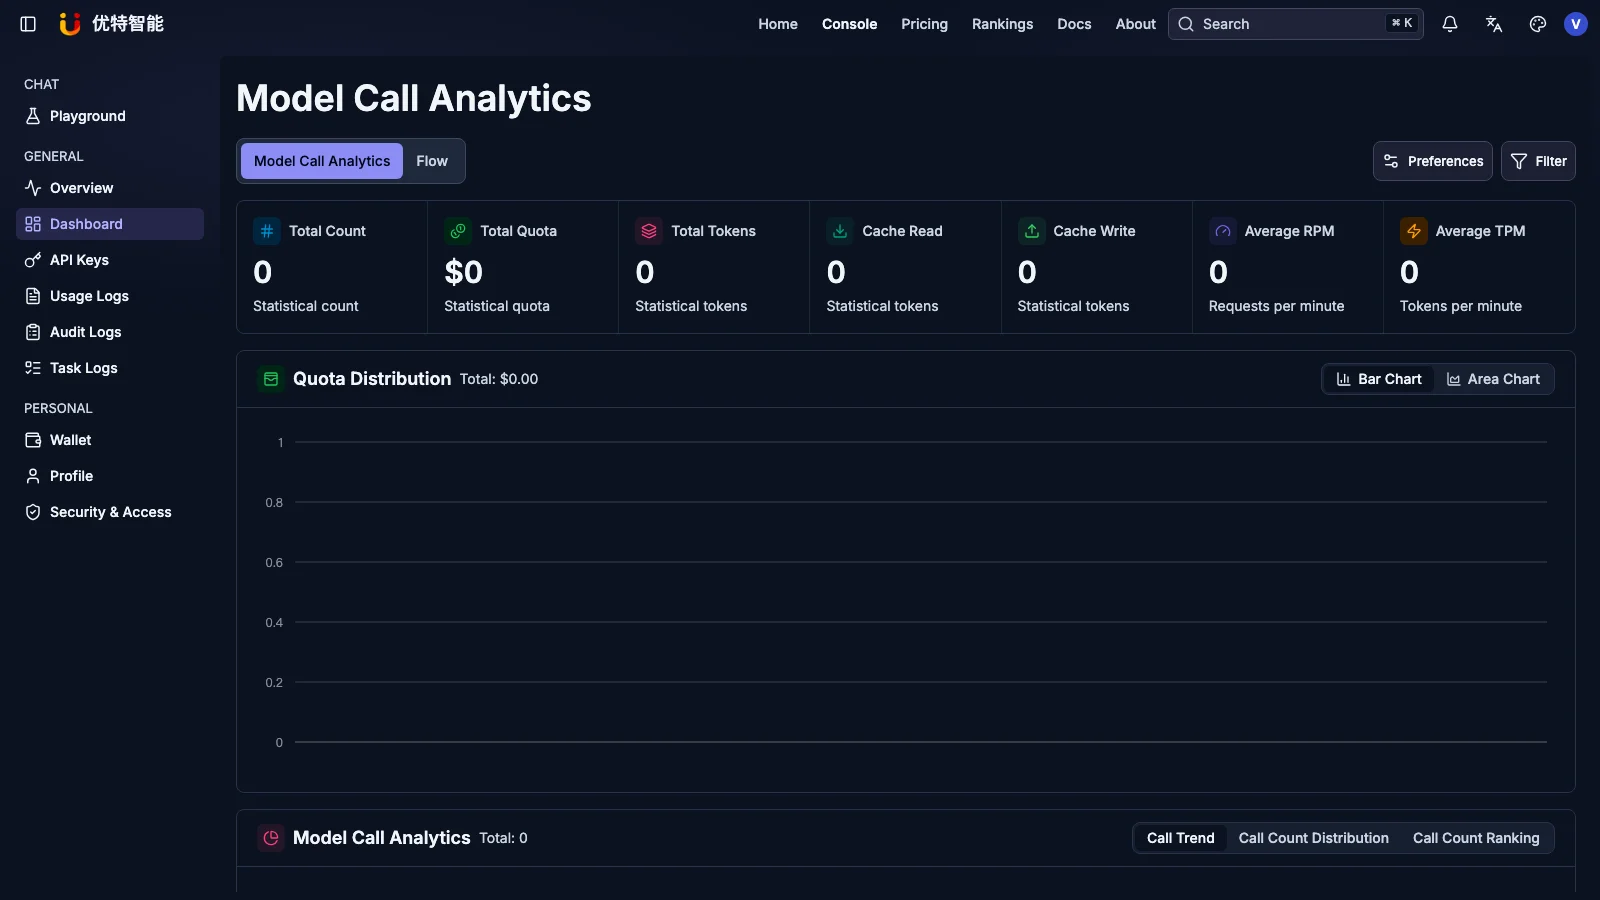 优特智能
Home
Console
Pricing
Rankings
Docs
About
Search
⌘ K
V
CHAT
Playground
GENERAL
Overview
Dashboard
API Keys
Usage Logs
Audit Logs
Task Logs
PERSONAL
Wallet
Profile
Security & Access
Model Call Analytics
Model Call Analytics
Flow
Preferences
Filter
Total Count
0
Statistical count
Total Quota
$0
Statistical quota
Total Tokens
0
Statistical tokens
Cache Read
0
Statistical tokens
Cache Write
0
Statistical tokens
Average RPM
0
Requests per minute
Average TPM
0
Tokens per minute
Quota Distribution Total: $0.00
Bar Chart
Area Chart
1
0.8
0.6
0.4
0.2
0
Model Call Analytics Total: 0
Call Trend
Call Count Distribution
Call Count Ranking